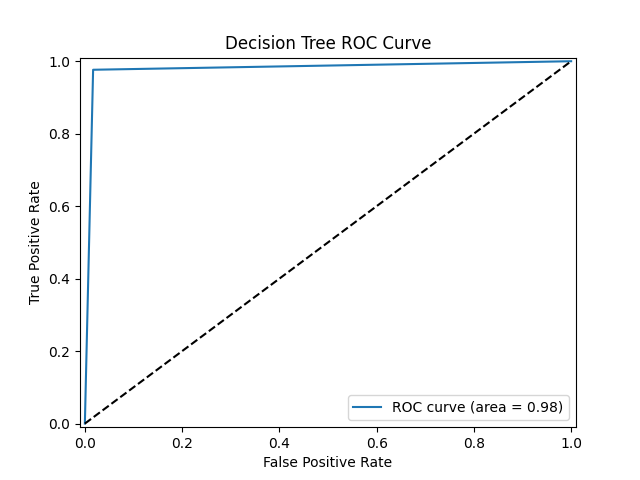 Decision Tree ROC Curve
1.0
0.8
0.6
0.4
0.2
0.0
True Positive Rate
ROC curve (area = 0.98)
0.0 0.2 0.4 0.6 0.8 1.0
False Positive Rate